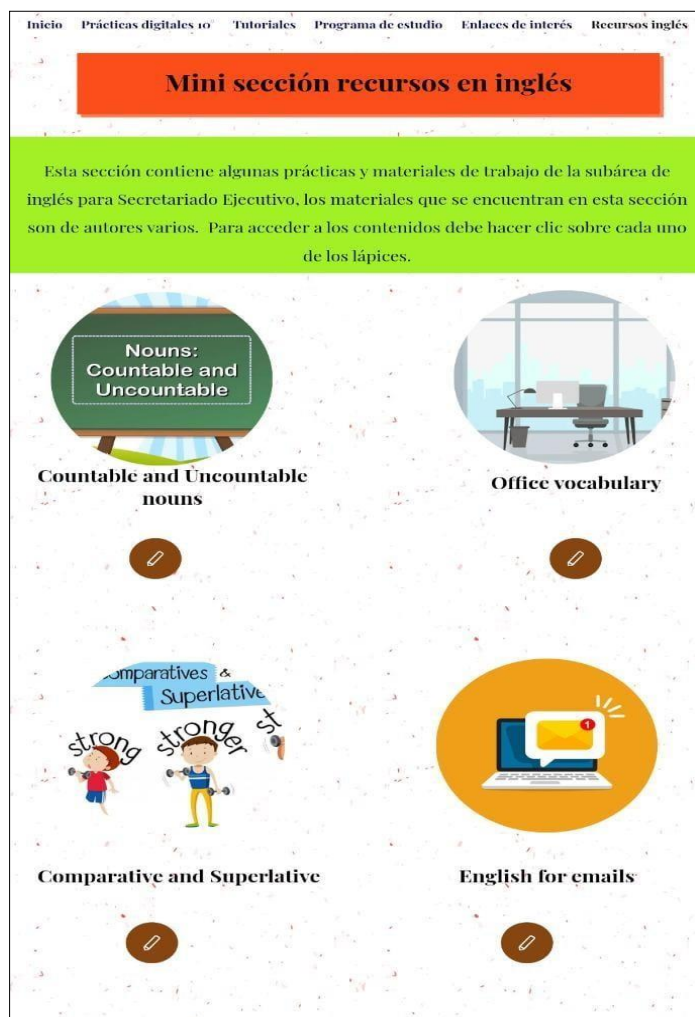 Inicio Prácticas digitales 10° Tutoriales Programa de estudio Enlaces de interés Recursos inglés
Mini sección recursos en inglés
Esta sección contiene algunas prácticas y materiales de trabajo de la subárea de
inglés para Secretariado Ejecutivo, los materiales que se encuentran en esta sección
son de autores varios. Para acceder a los contenidos debe hacer clic sobre cada uno
de los lápices.
Nouns:
Countable and
Uncountable
Countable and Uncountable
nouns
Office vocabulary
omparatives &
Superlative
strong
stronger
st
Comparative and Superlative
1
English for emails